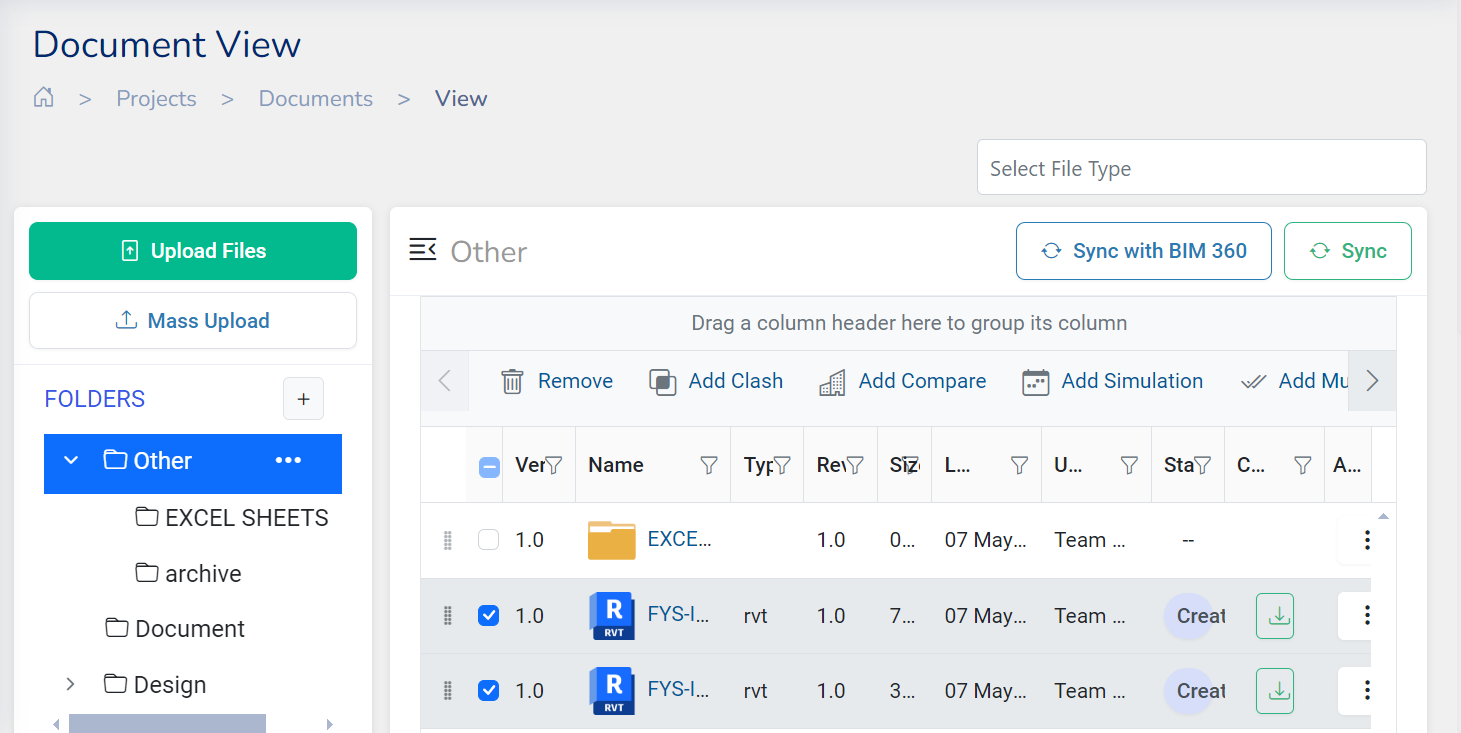 Document View
> Projects > Documents > View
Select File Type
Upload Files
Mass Upload
FOLDERS +
Other •••
EXCEL SHEETS
archive
Document
Design
Other
Sync with BIM 360
Sync
Drag a column header here to group its column
Remove Add Clash Add Compare Add Simulation Add Mu
Ver Name Typ Rev Size L... U... Sta C... A...
1.0 EXCE... 1.0 0... 07 May... Team ... --
R RVT
1.0 FYS-I... rvt 1.0 7... 07 May... Team ... Creat
R RVT
1.0 FYS-I... rvt 1.0 3... 07 May... Team ... Creat